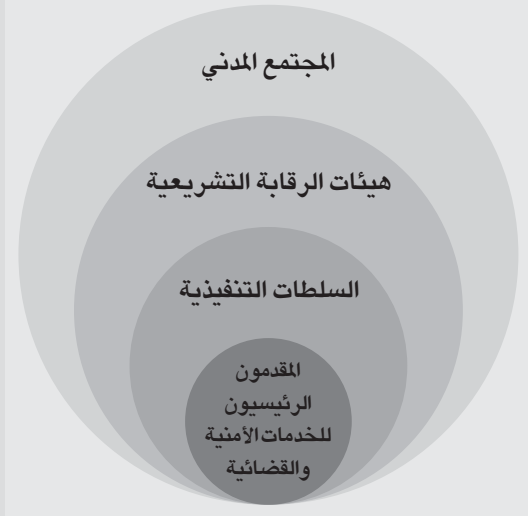 المجتمع المدني
هيئات الرقابة التشريعية
السلطات التنفيذية
المقدمون
الرئيسيون
للخدمات الأمنية
والقضائية